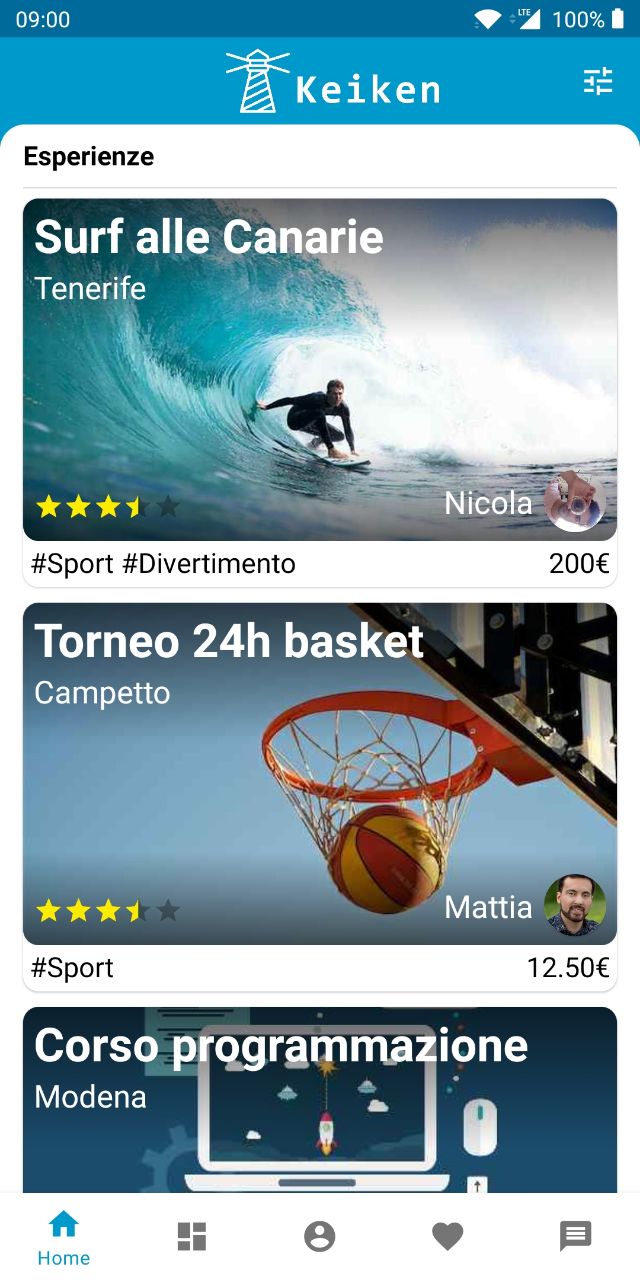 09:00
LTE
100%
Keiken
Esperienze
Surf alle Canarie
Tenerife
Nicola
#Sport #Divertimento
200€
Torneo 24h basket
Campetto
Mattia
#Sport
12.50€
Corso programmazione
Modena
Home